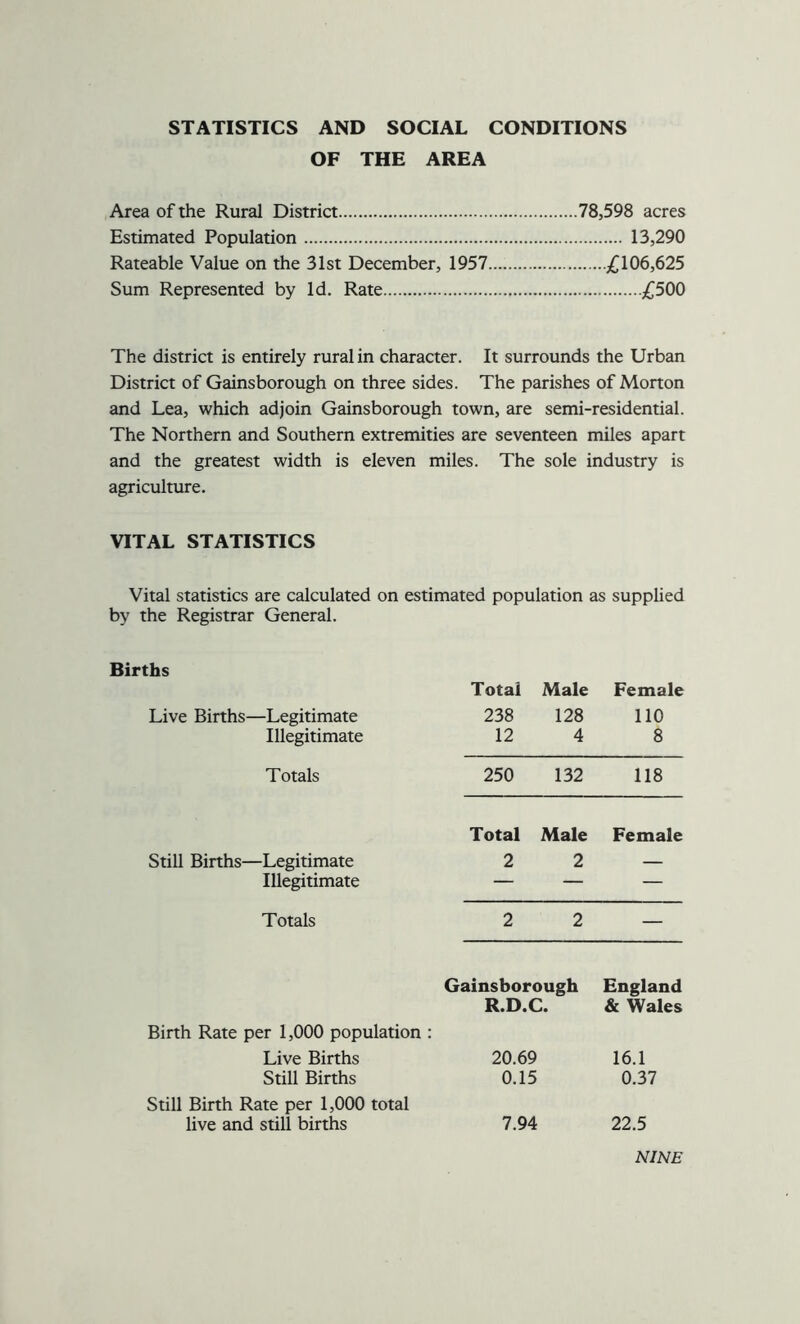 STATISTICS AND SOCIAL CONDITIONS
OF THE AREA
Area of the Rural District..........78,598 acres
Estimated Population .......... 13,290
Rateable Value on the 31st December, 1957..........£106,625
Sum Represented by 1d. Rate..........£500
The district is entirely rural in character. It surrounds the Urban
District of Gainsborough on three sides. The parishes of Morton
and Lea, which adjoin Gainsborough town, are semi-residential.
The Northern and Southern extremities are seventeen miles apart
and the greatest width is eleven miles. The sole industry is
agriculture.
VITAL STATISTICS
Vital statistics are calculated on estimated population as supplied
by the Registrar General.
Births
Total Male Female
Live Births—Legitimate 238 128 110
Illegitimate 12 4 8
Totals 250 132 118
Total Male Female
Still Births—Legitimate 2 2 —
Illegitimate — — —
Totals 2 2 —
Gainsborough England
R.D.C. & Wales
Birth Rate per 1,000 population :
Live Births 20.69 16.1
Still Births 0.15 0.37
Still Birth Rate per 1,000 total
live and still births 7.94 22.5
NINE